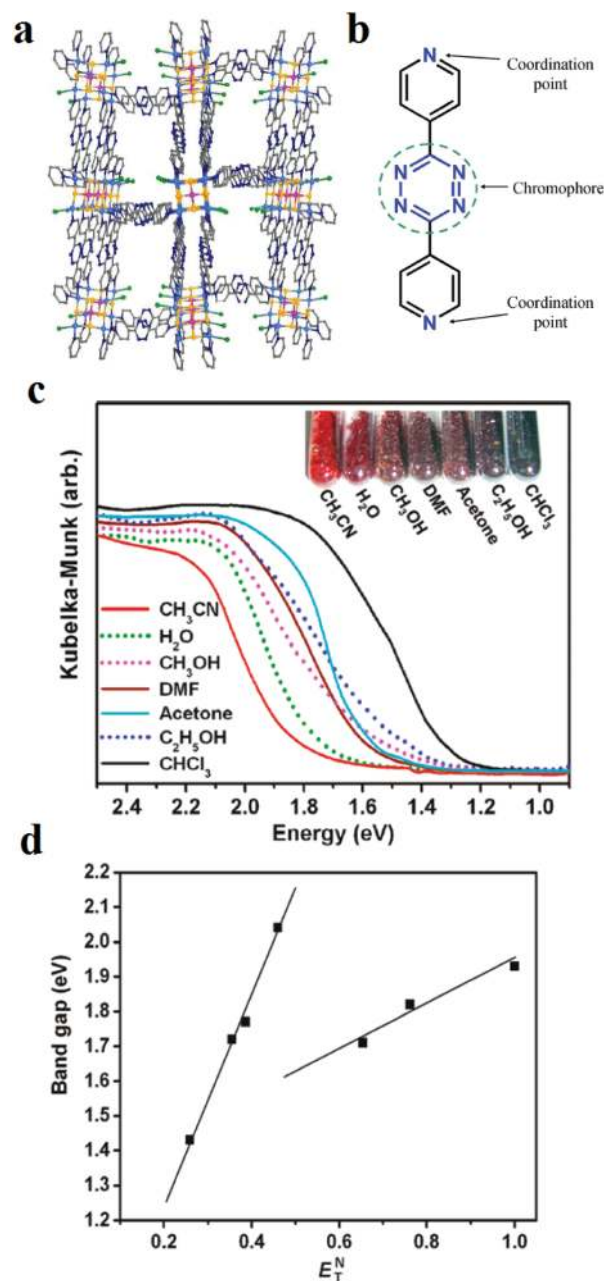 a
b
N
Coordination
point
N
N
N
N
Chromophore
N
Coordination
point
c
Kubelka-Munk (arb.)
CH₃CN
H₂O
CH₃OH
DMF
Acetone
C₂H₅OH
CHCl₃
CH₃CN
H₂O
CH₃OH
DMF
Acetone
C₂H₅OH
CHCl₃
2.4 2.2 2.0 1.8 1.6 1.4 1.2 1.0
Energy (eV)
d
Band gap (eV)
2.2
2.1
2.0
1.9
1.8
1.7
1.6
1.5
1.4
1.3
1.2
0.2 0.4 0.6 0.8 1.0
E_T^N